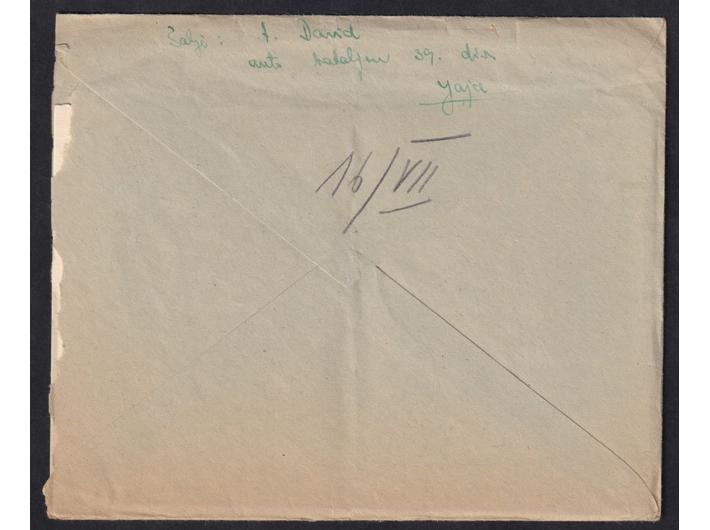 Šalje: A. David
auto bataljon 39. div
Jajce
16/VII